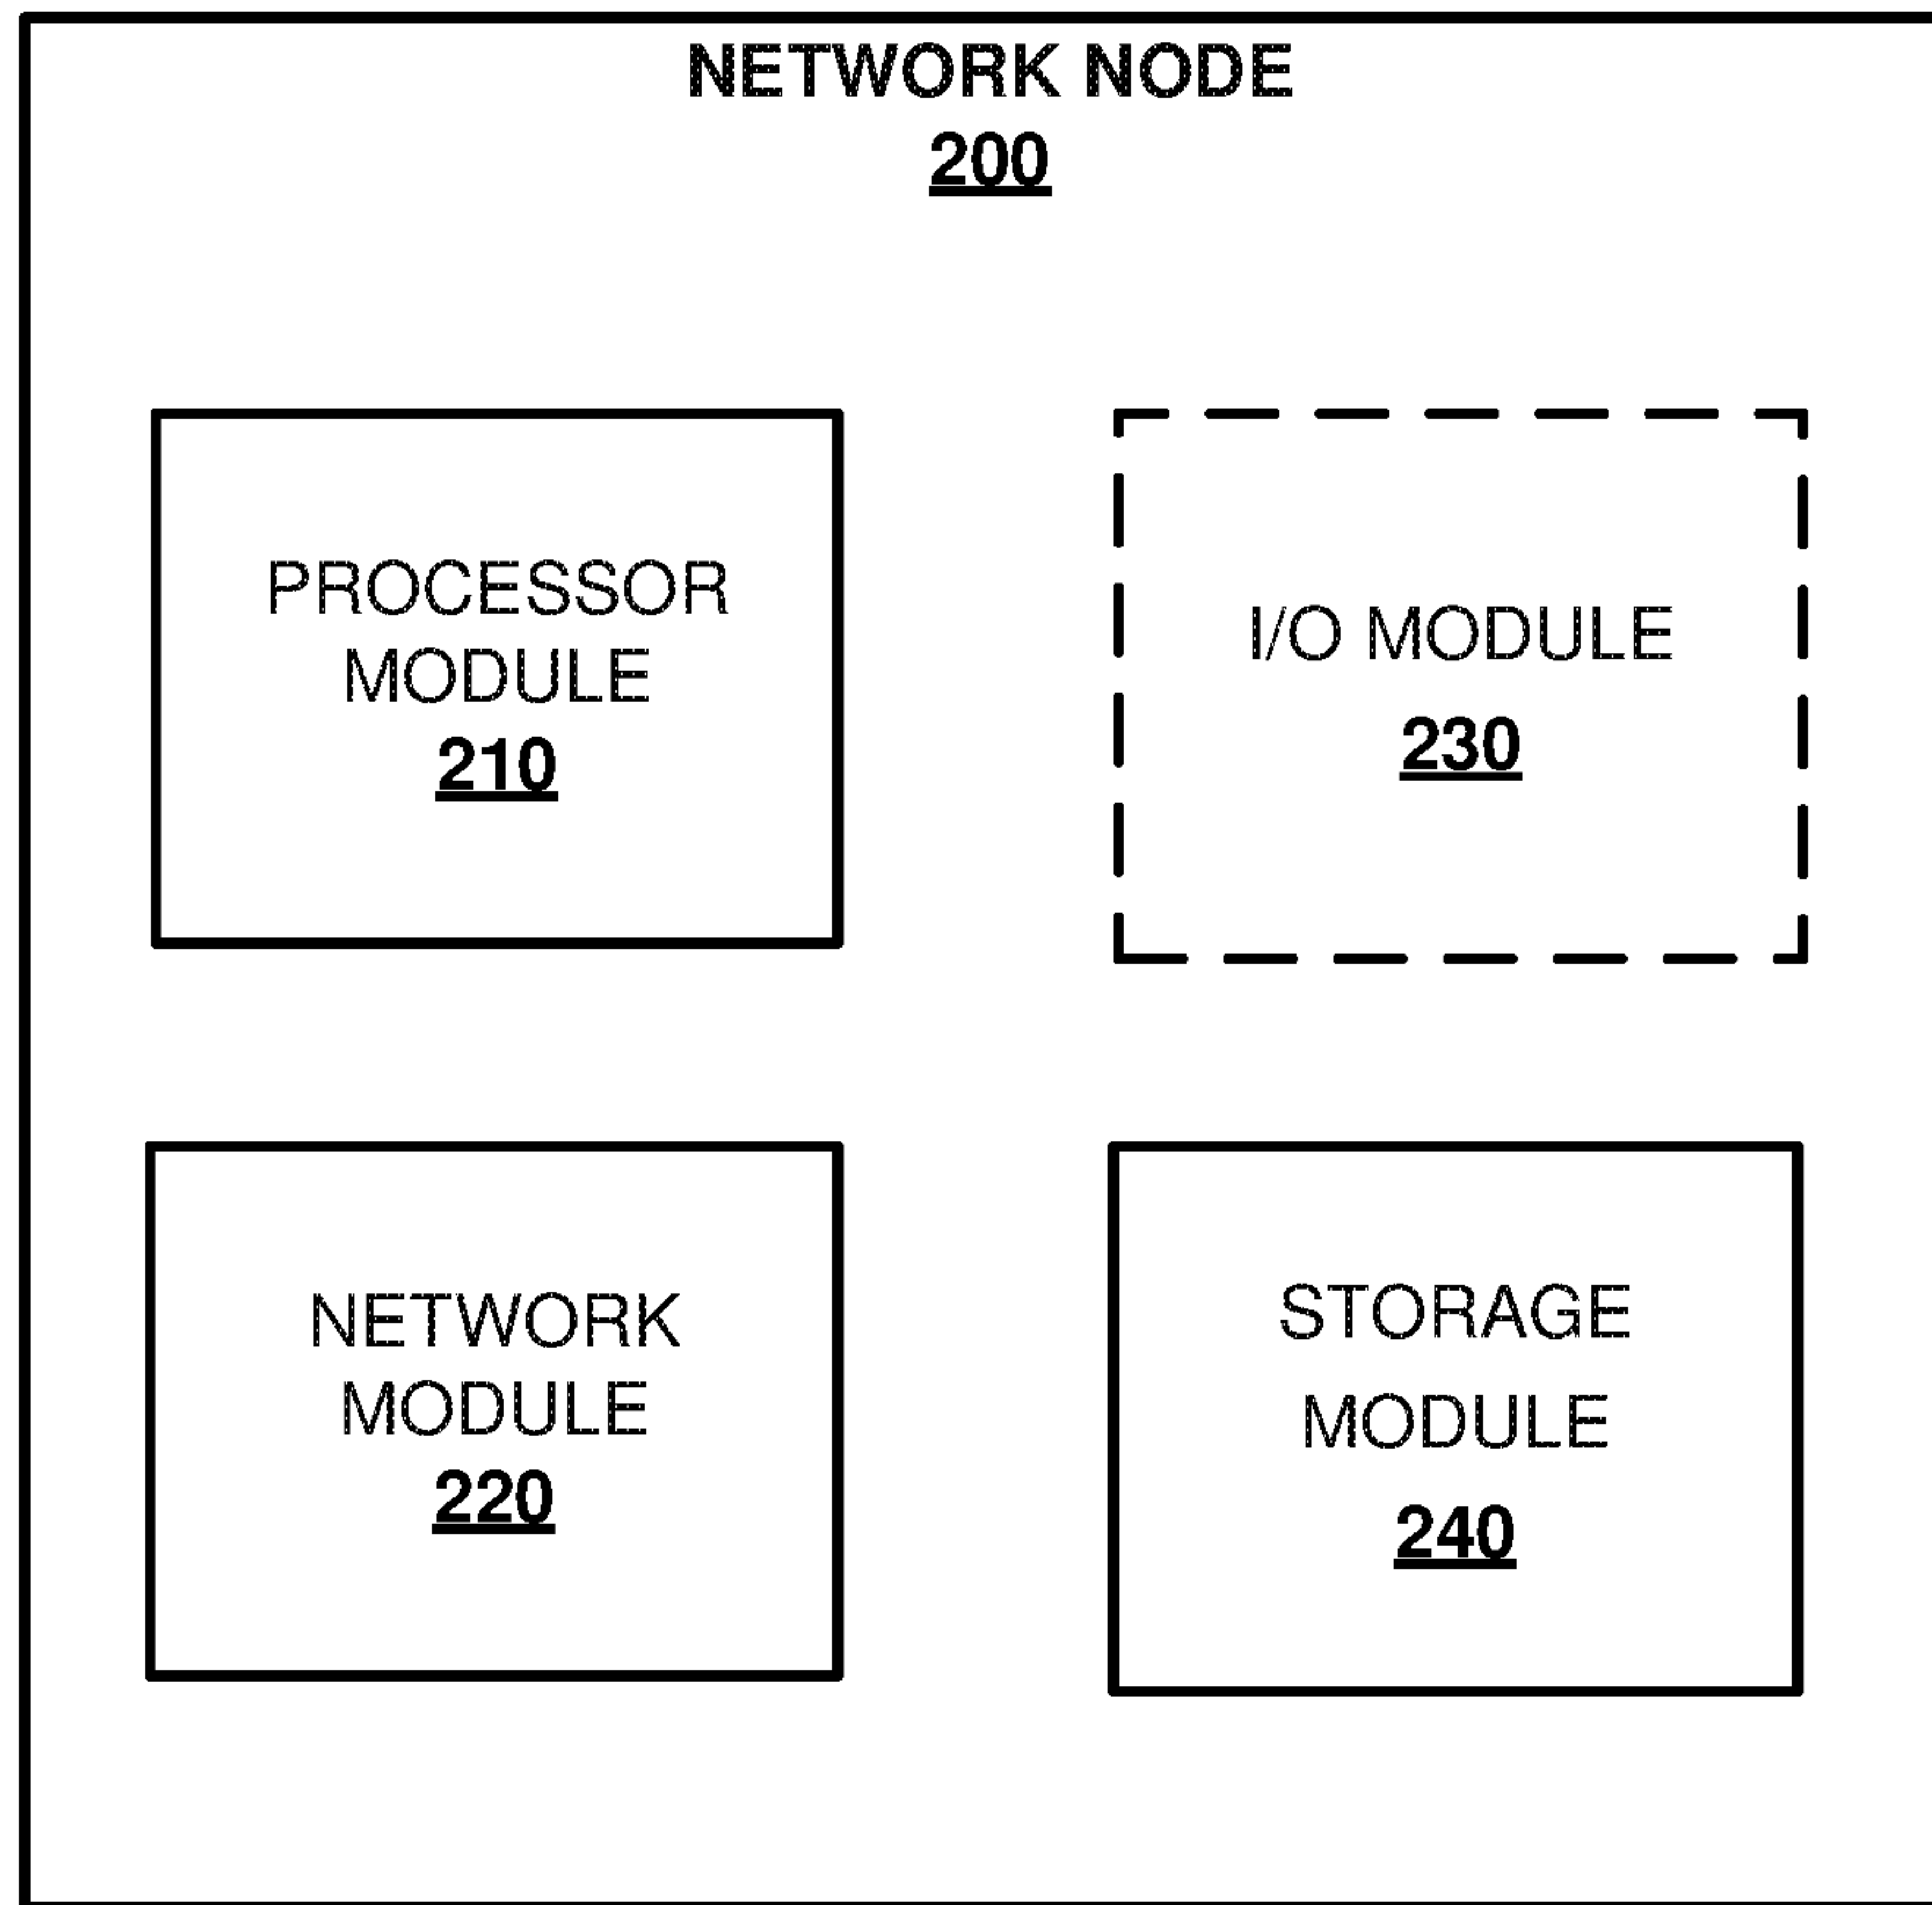 NETWORK NODE
200
PROCESSOR
MODULE
210
I/O MODULE
230
NETWORK
MODULE
220
STORAGE
MODULE
240